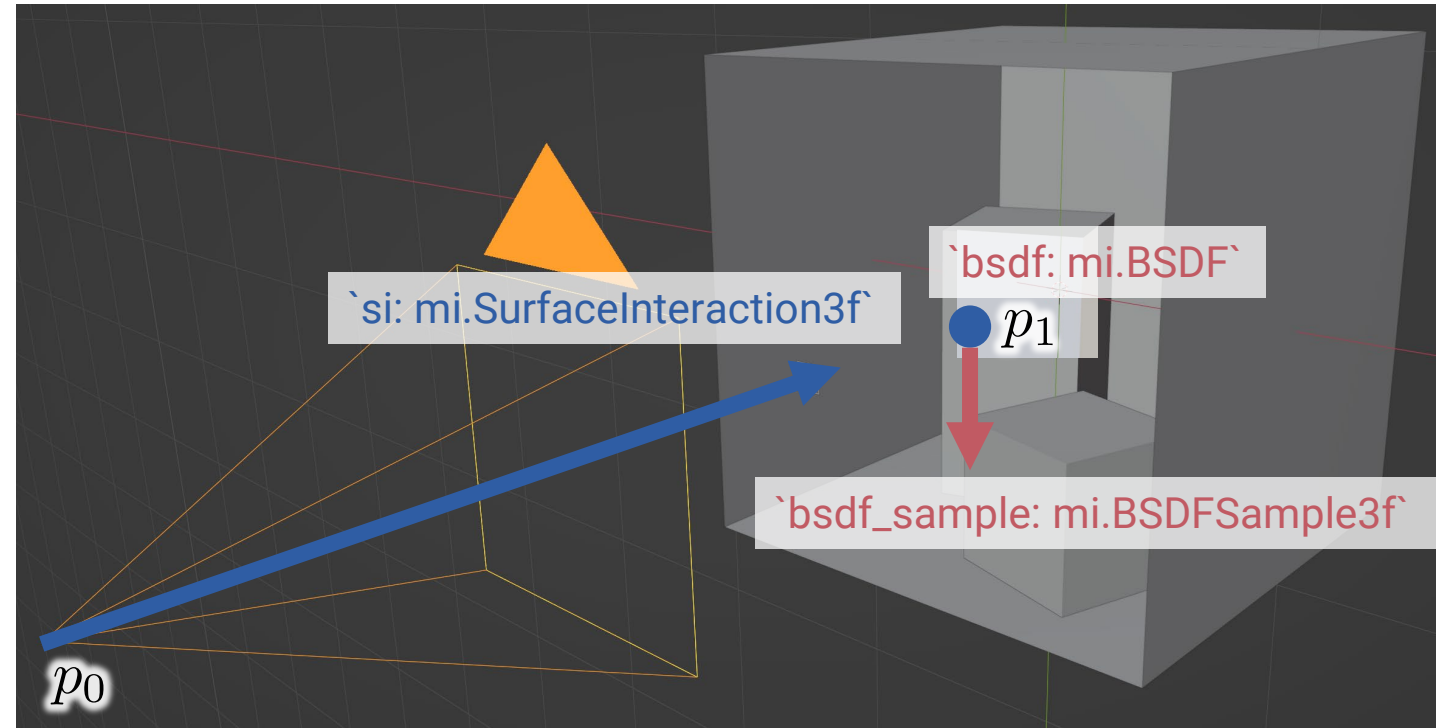 `bsdf: mi.BSDF`
`si: mi.SurfaceInteraction3f`
p₁
`bsdf_sample: mi.BSDFSample3f`
p₀